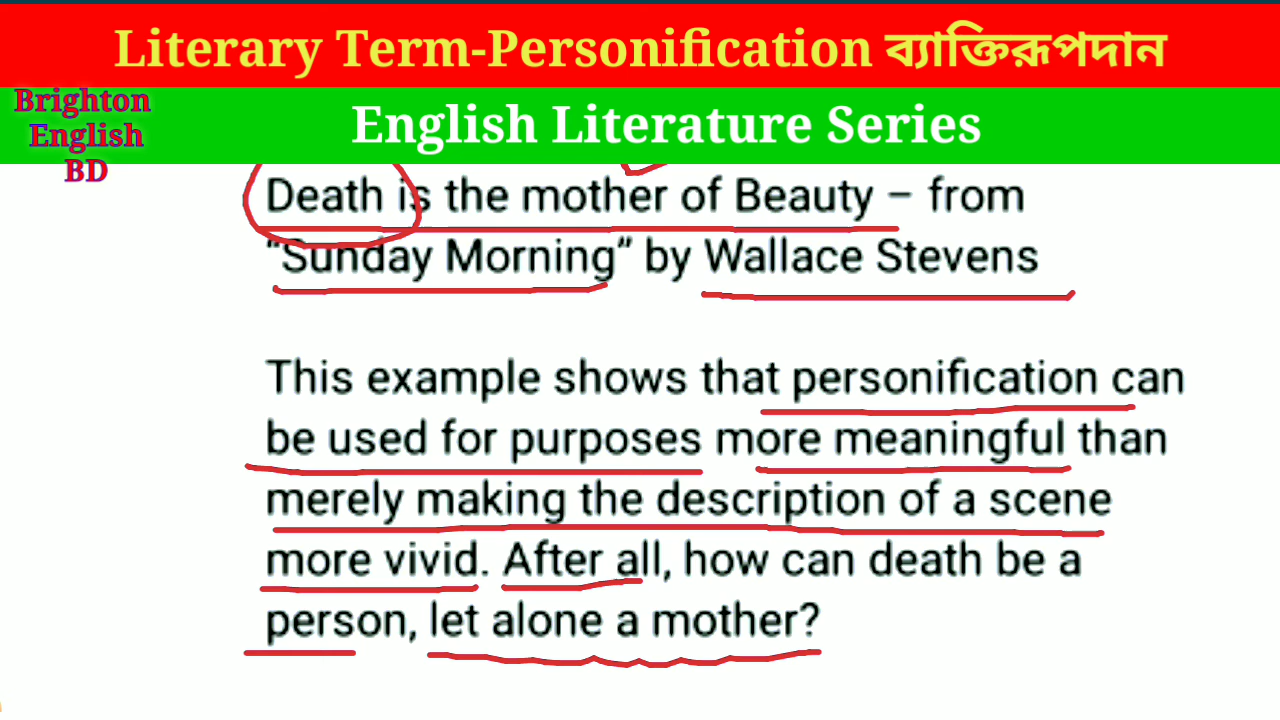 Literary Term-Personification ব্যাক্তিরূপদান
Brighton
English
BD
English Literature Series
Death is the mother of Beauty – from
“Sunday Morning” by Wallace Stevens
This example shows that personification can
be used for purposes more meaningful than
merely making the description of a scene
more vivid. After all, how can death be a
person, let alone a mother?